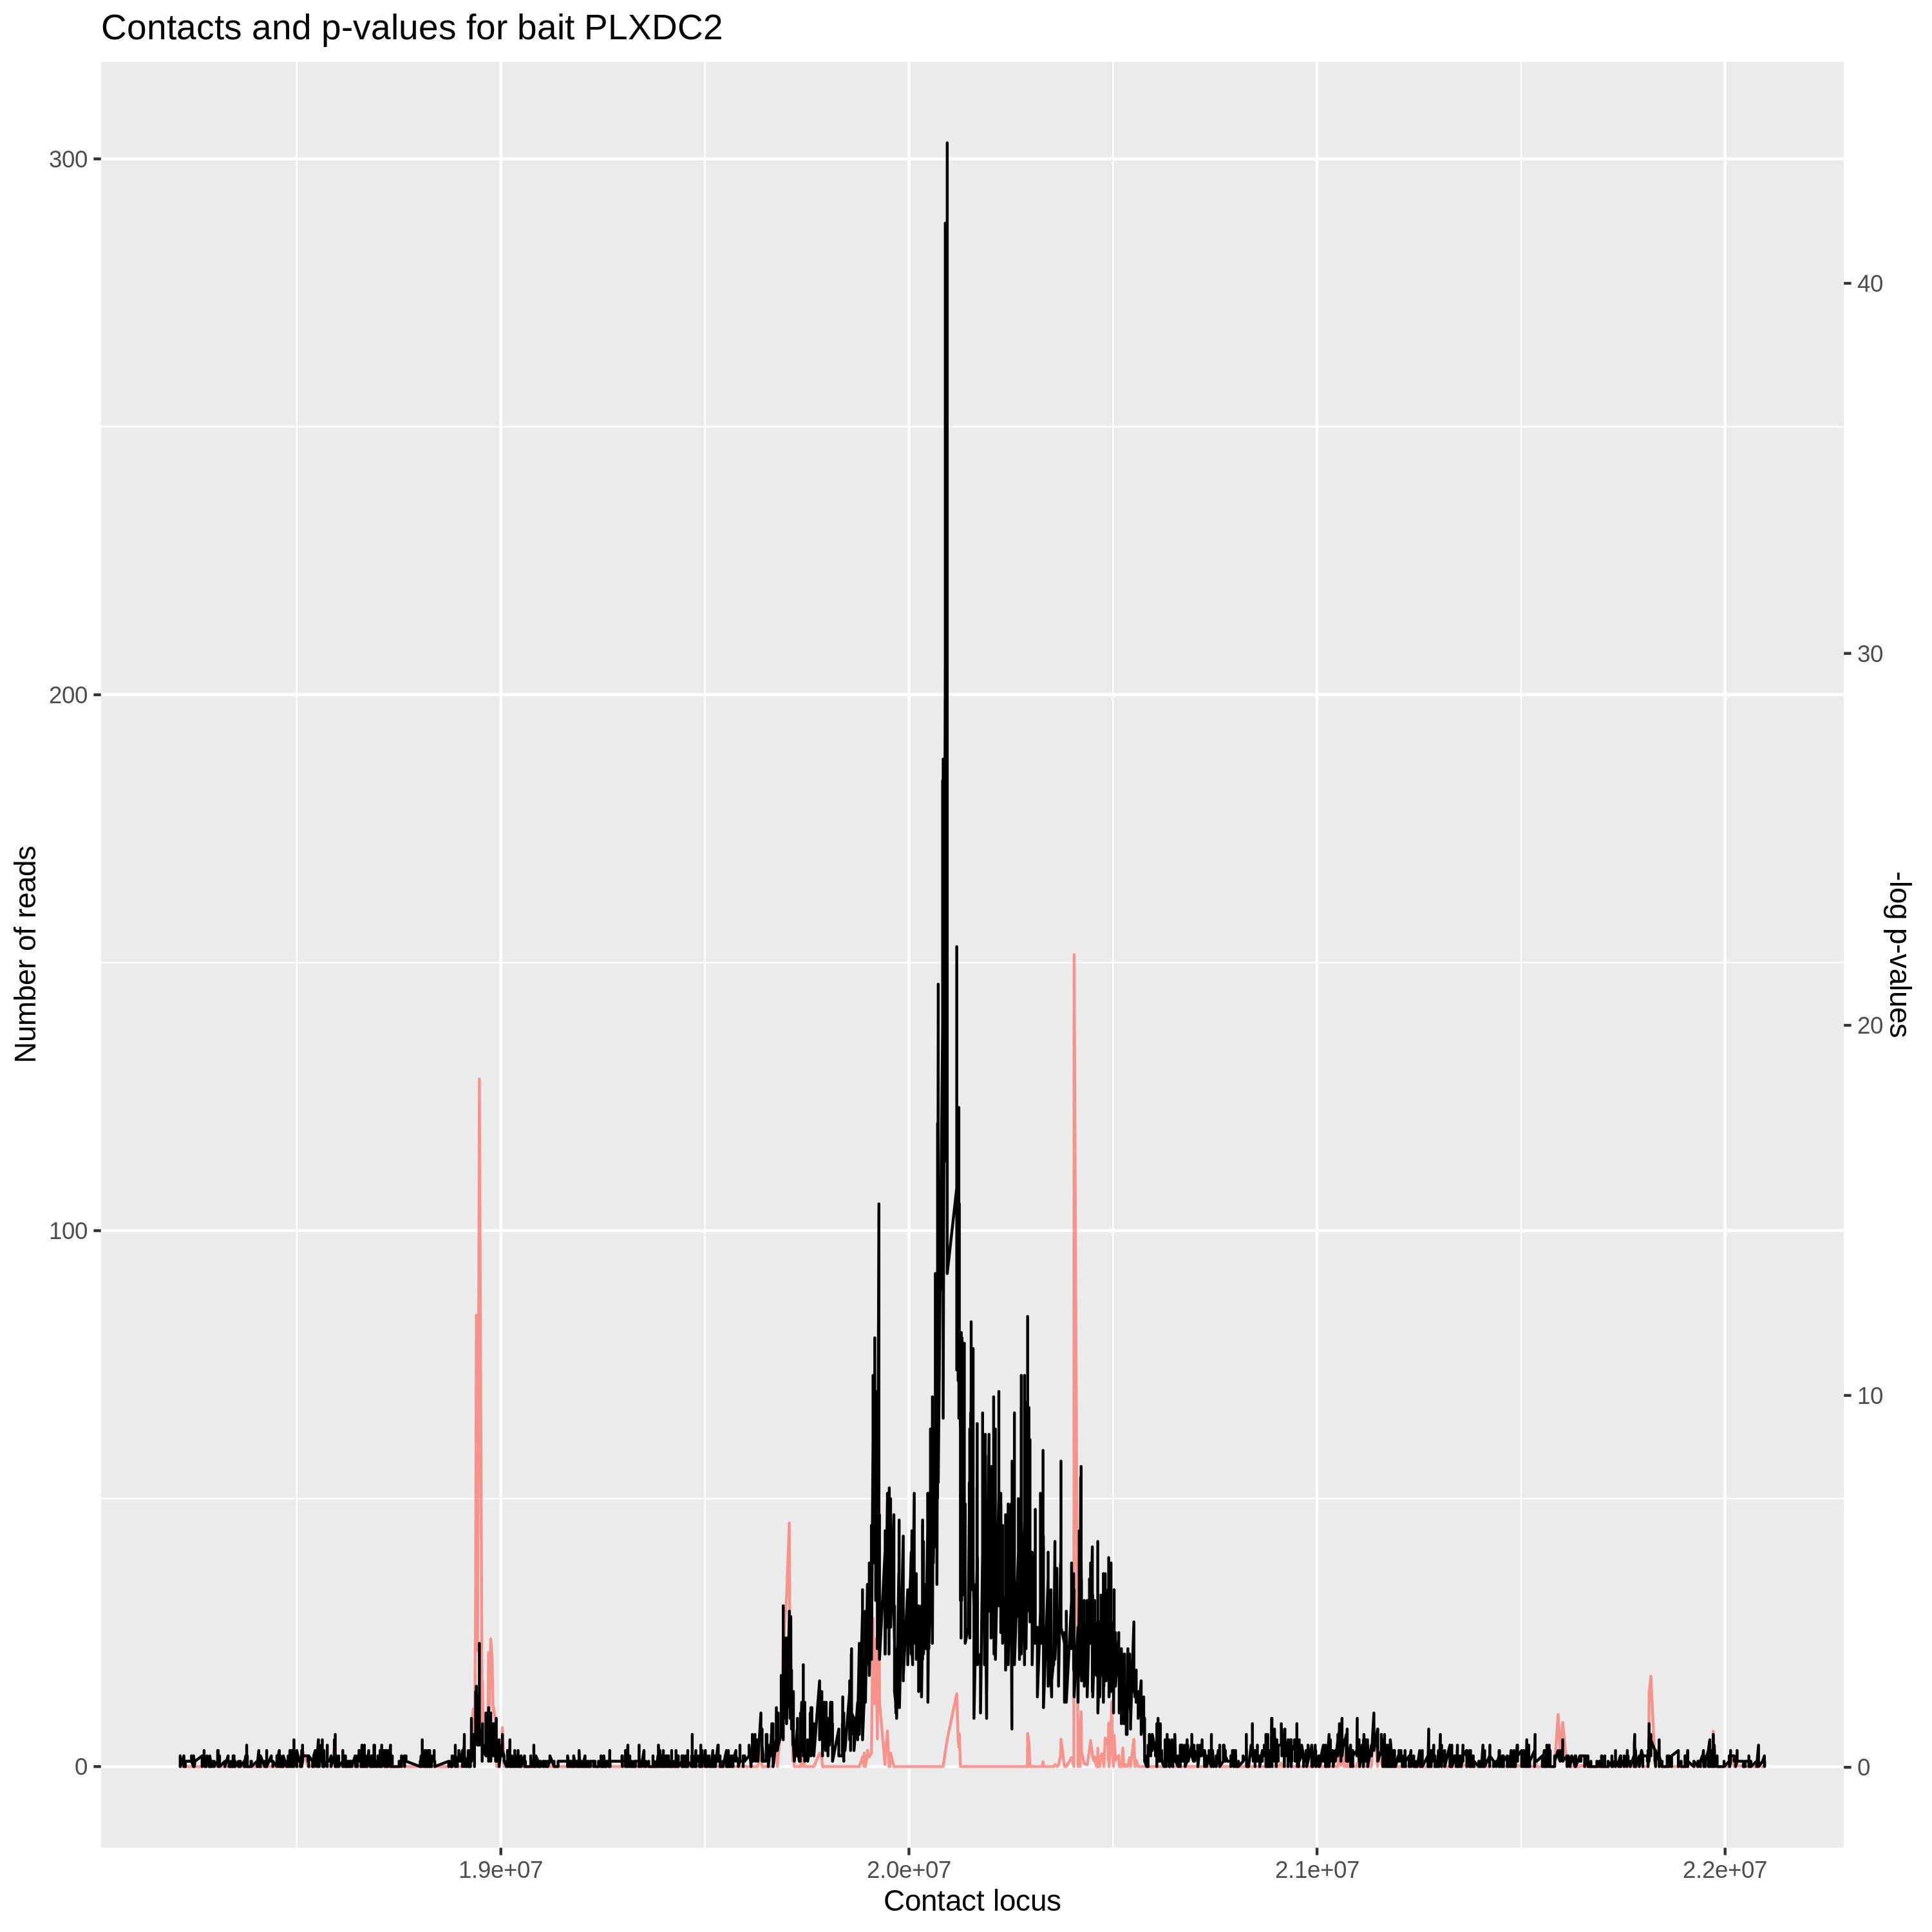 Contacts and p-values for bait PLXDC2
300
200
100
0
Number of reads
40
30
20
10
0
-log p-values
1.9e+07 2.0e+07 2.1e+07 2.2e+07
Contact locus